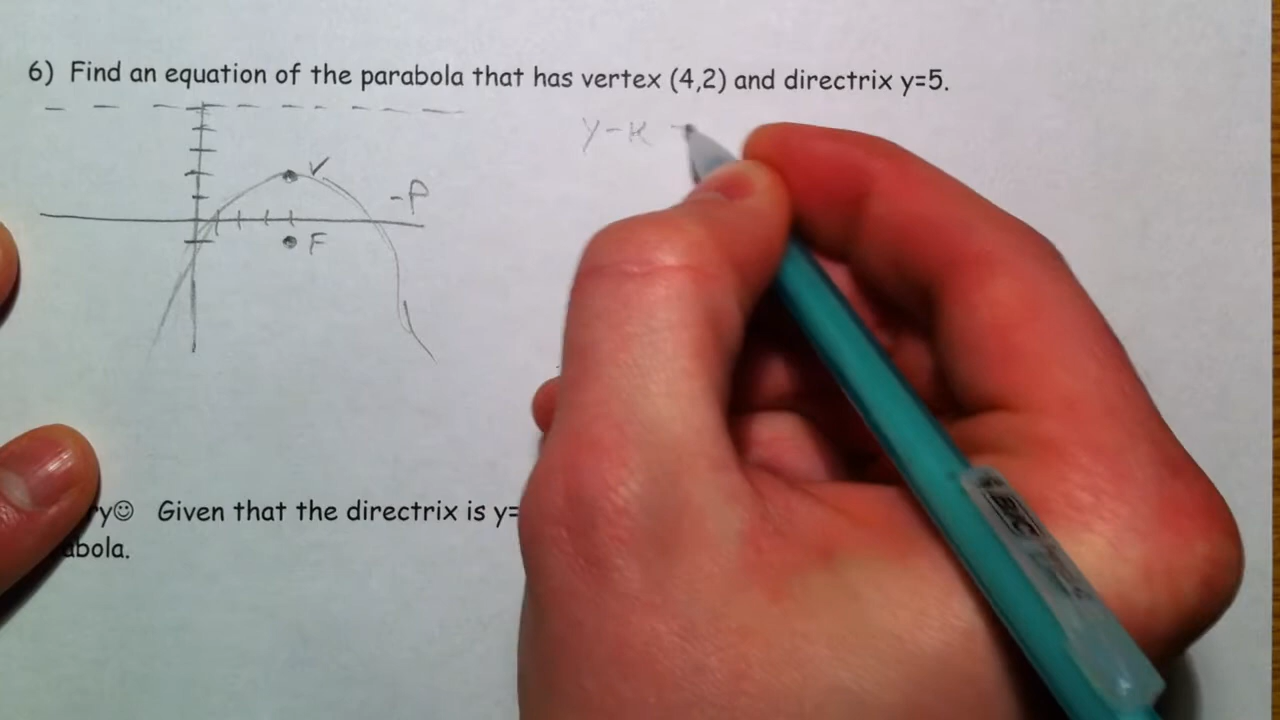 6) Find an equation of the parabola that has vertex (4,2) and directrix y=5.
y-k
V
-P
F
y☺ Given that the directrix is y=
abola.